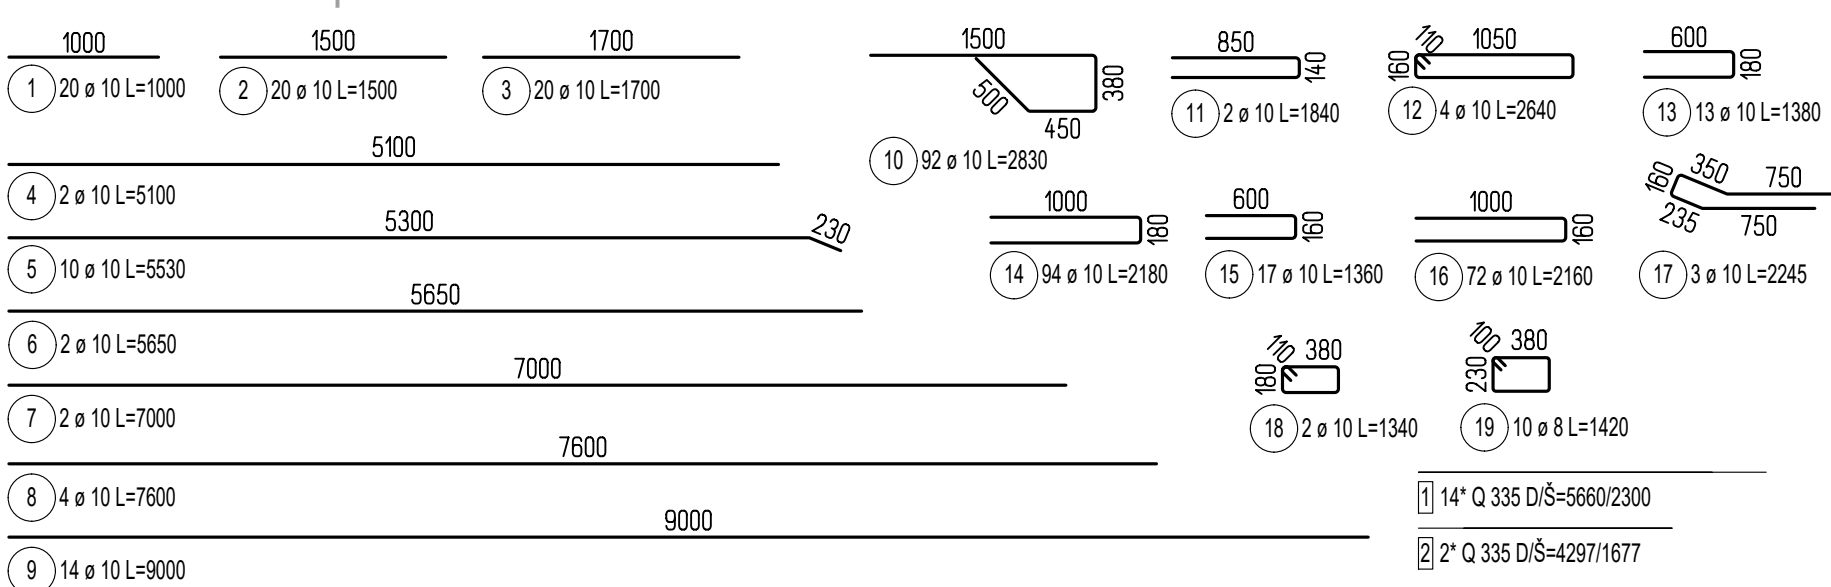 1000
1 20 ø 10 L=1000
1500
2 20 ø 10 L=1500
1700
3 20 ø 10 L=1700
5100
4 2 ø 10 L=5100
5300
230
5 10 ø 10 L=5530
5650
6 2 ø 10 L=5650
7000
7 2 ø 10 L=7000
7600
8 4 ø 10 L=7600
9000
9 14 ø 10 L=9000
1500
380
500
450
10 92 ø 10 L=2830
850
140
11 2 ø 10 L=1840
110
1050
160
12 4 ø 10 L=2640
600
180
13 13 ø 10 L=1380
1000
180
14 94 ø 10 L=2180
600
160
15 17 ø 10 L=1360
1000
160
16 72 ø 10 L=2160
160
350
750
235
750
17 3 ø 10 L=2245
110
380
180
18 2 ø 10 L=1340
100
380
230
19 10 ø 8 L=1420
1 14* Q 335 D/Š=5660/2300
2 2* Q 335 D/Š=4297/1677